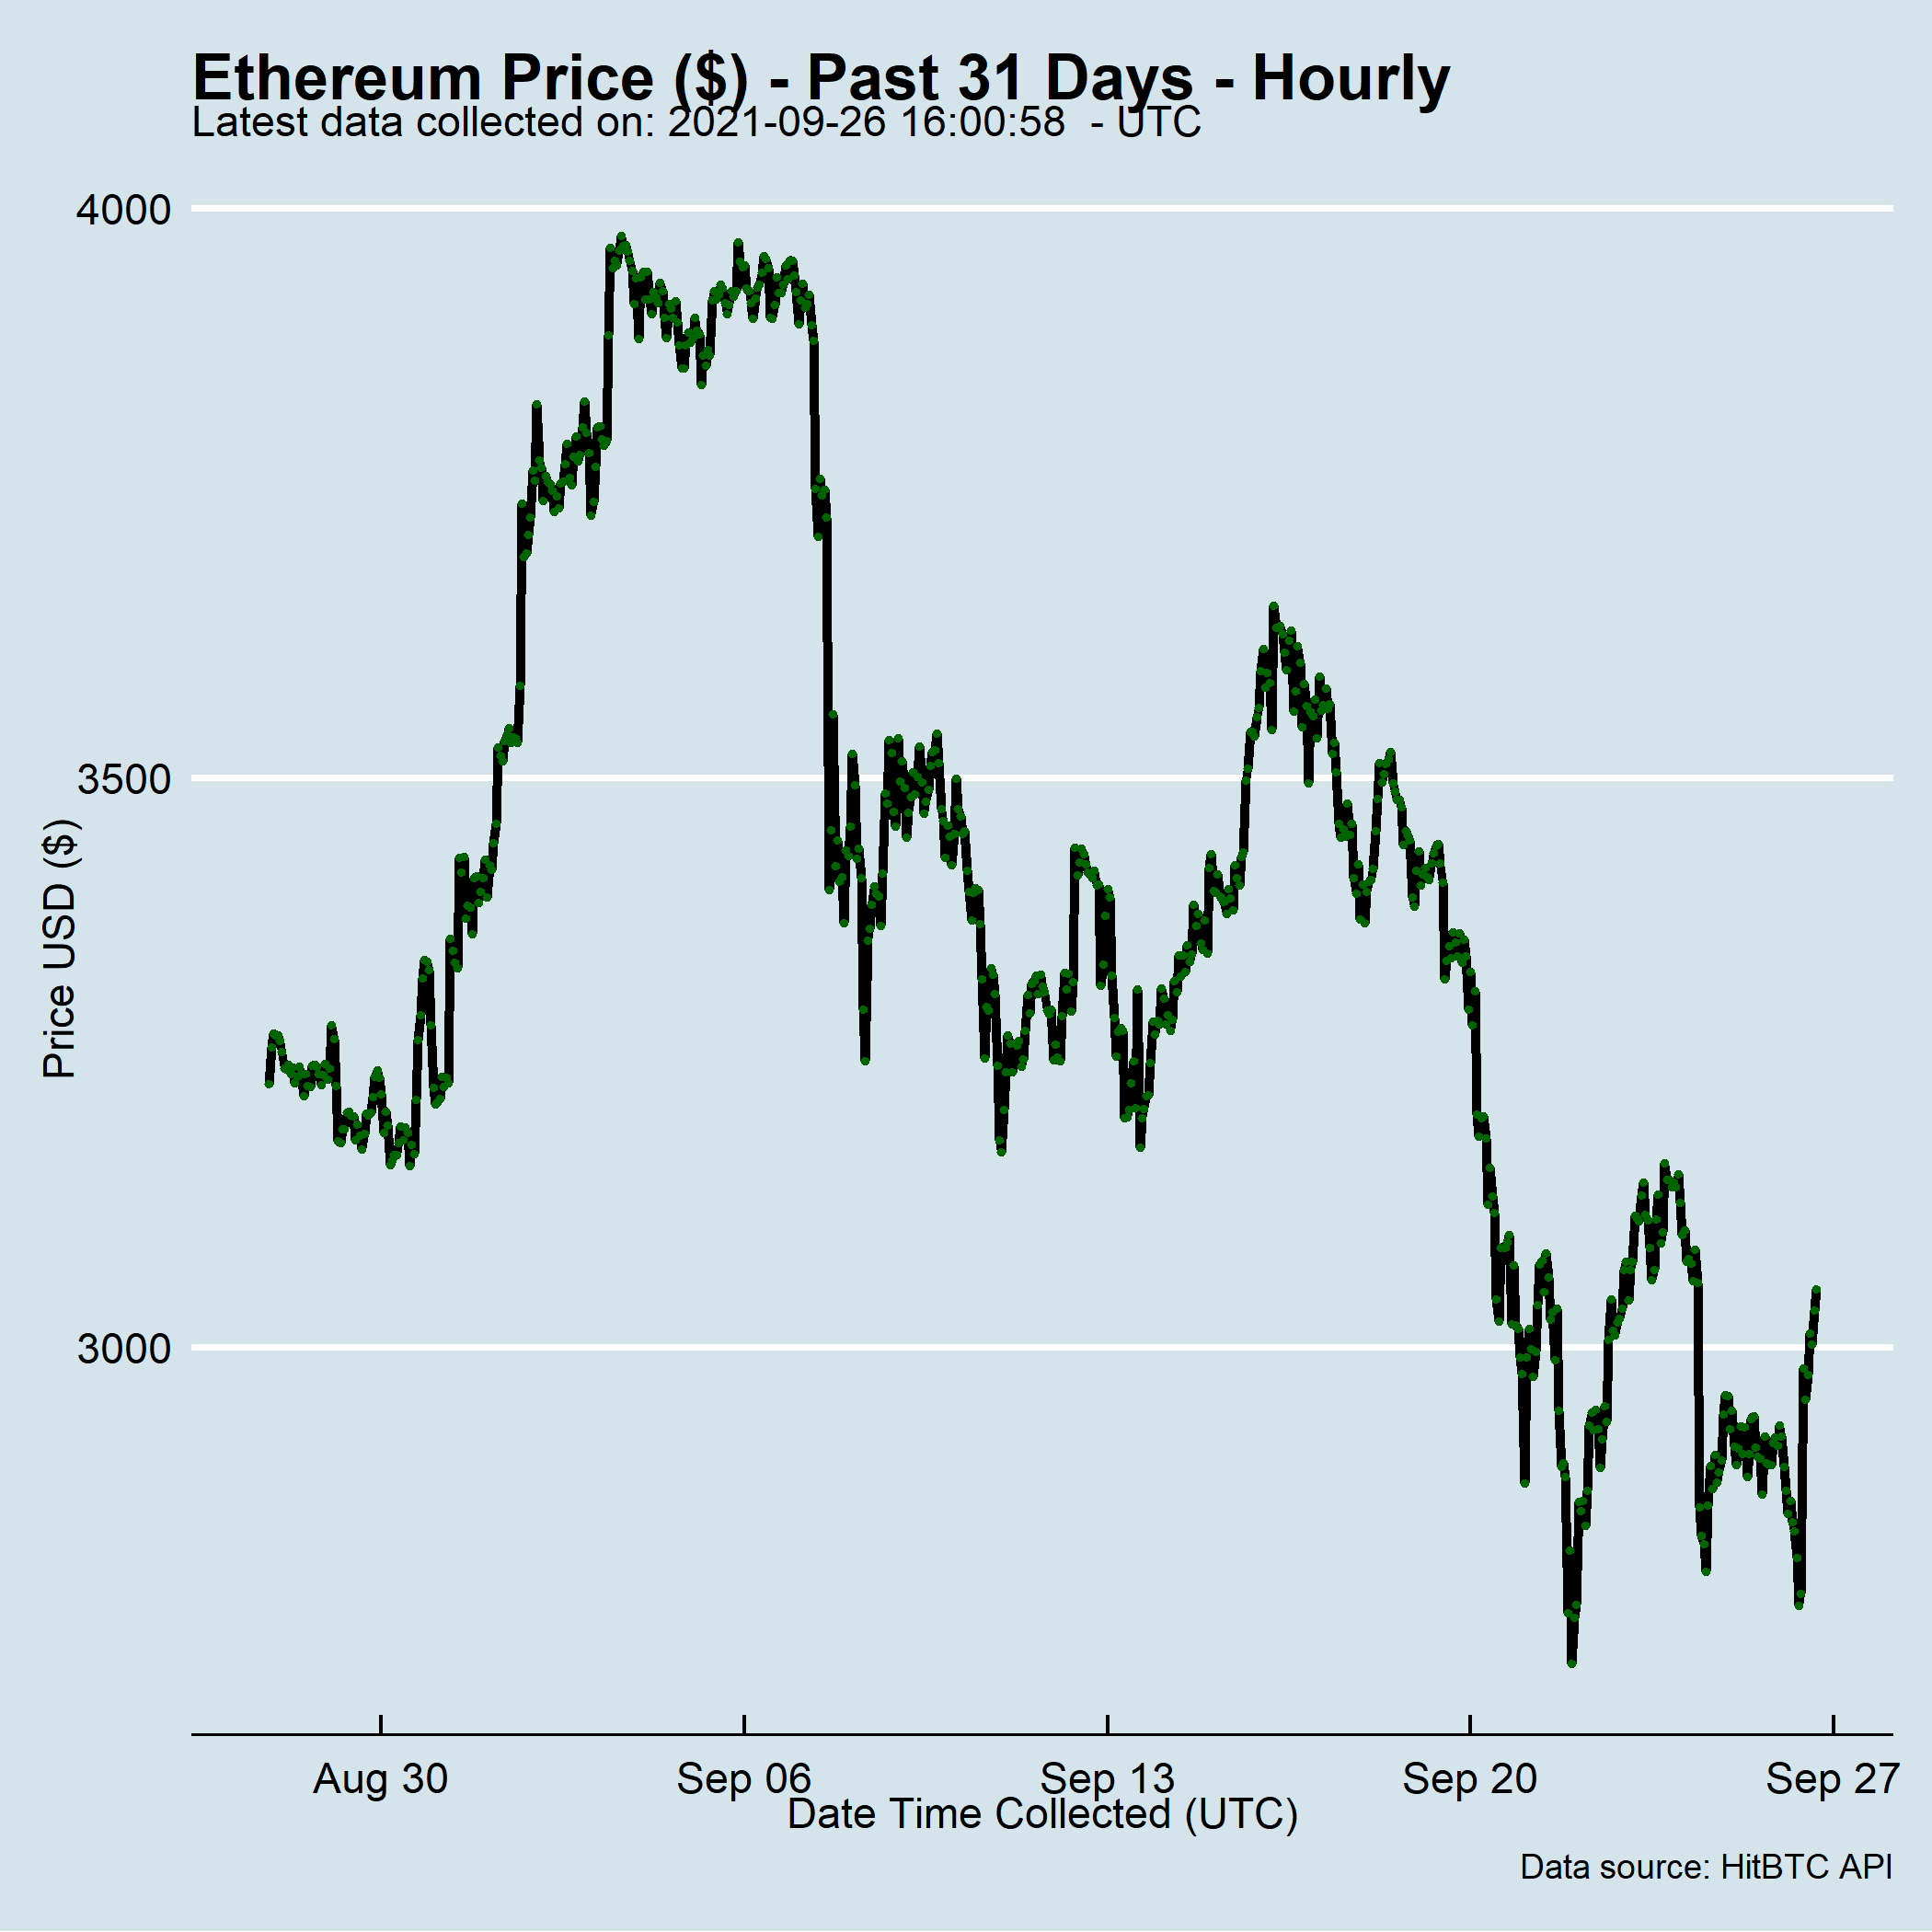 Ethereum Price ($) - Past 31 Days - Hourly
Latest data collected on: 2021-09-26 16:00:58  - UTC
4000
3500
3000
Price USD ($)
Aug 30 Sep 06 Sep 13 Sep 20 Sep 27
Date Time Collected (UTC)
Data source: HitBTC API